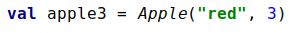 val apple3 = Apple("red", 3)